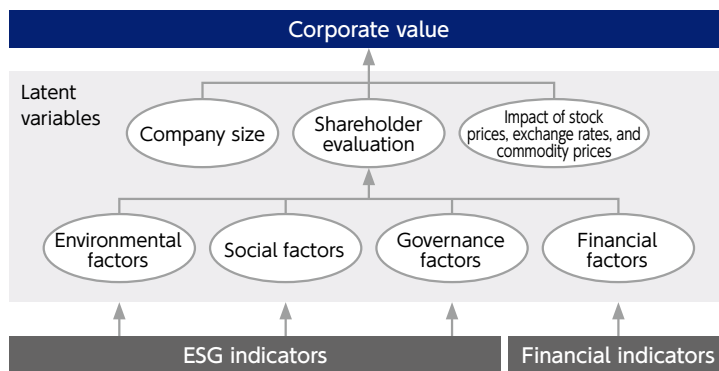 Corporate value
Latent
variables
Company size
Shareholder
evaluation
Impact of stock
prices, exchange rates, and
commodity prices
Environmental
factors
Social factors
Governance
factors
Financial
factors
ESG indicators
Financial indicators